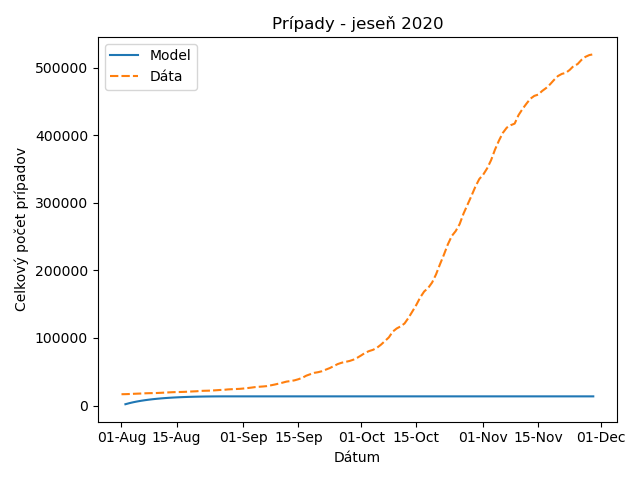 Prípady - jeseň 2020
Model
Dáta
Celkový počet prípadov
500000
400000
300000
200000
100000
0
01-Aug 15-Aug 01-Sep 15-Sep 01-Oct 15-Oct 01-Nov 15-Nov 01-Dec
Dátum